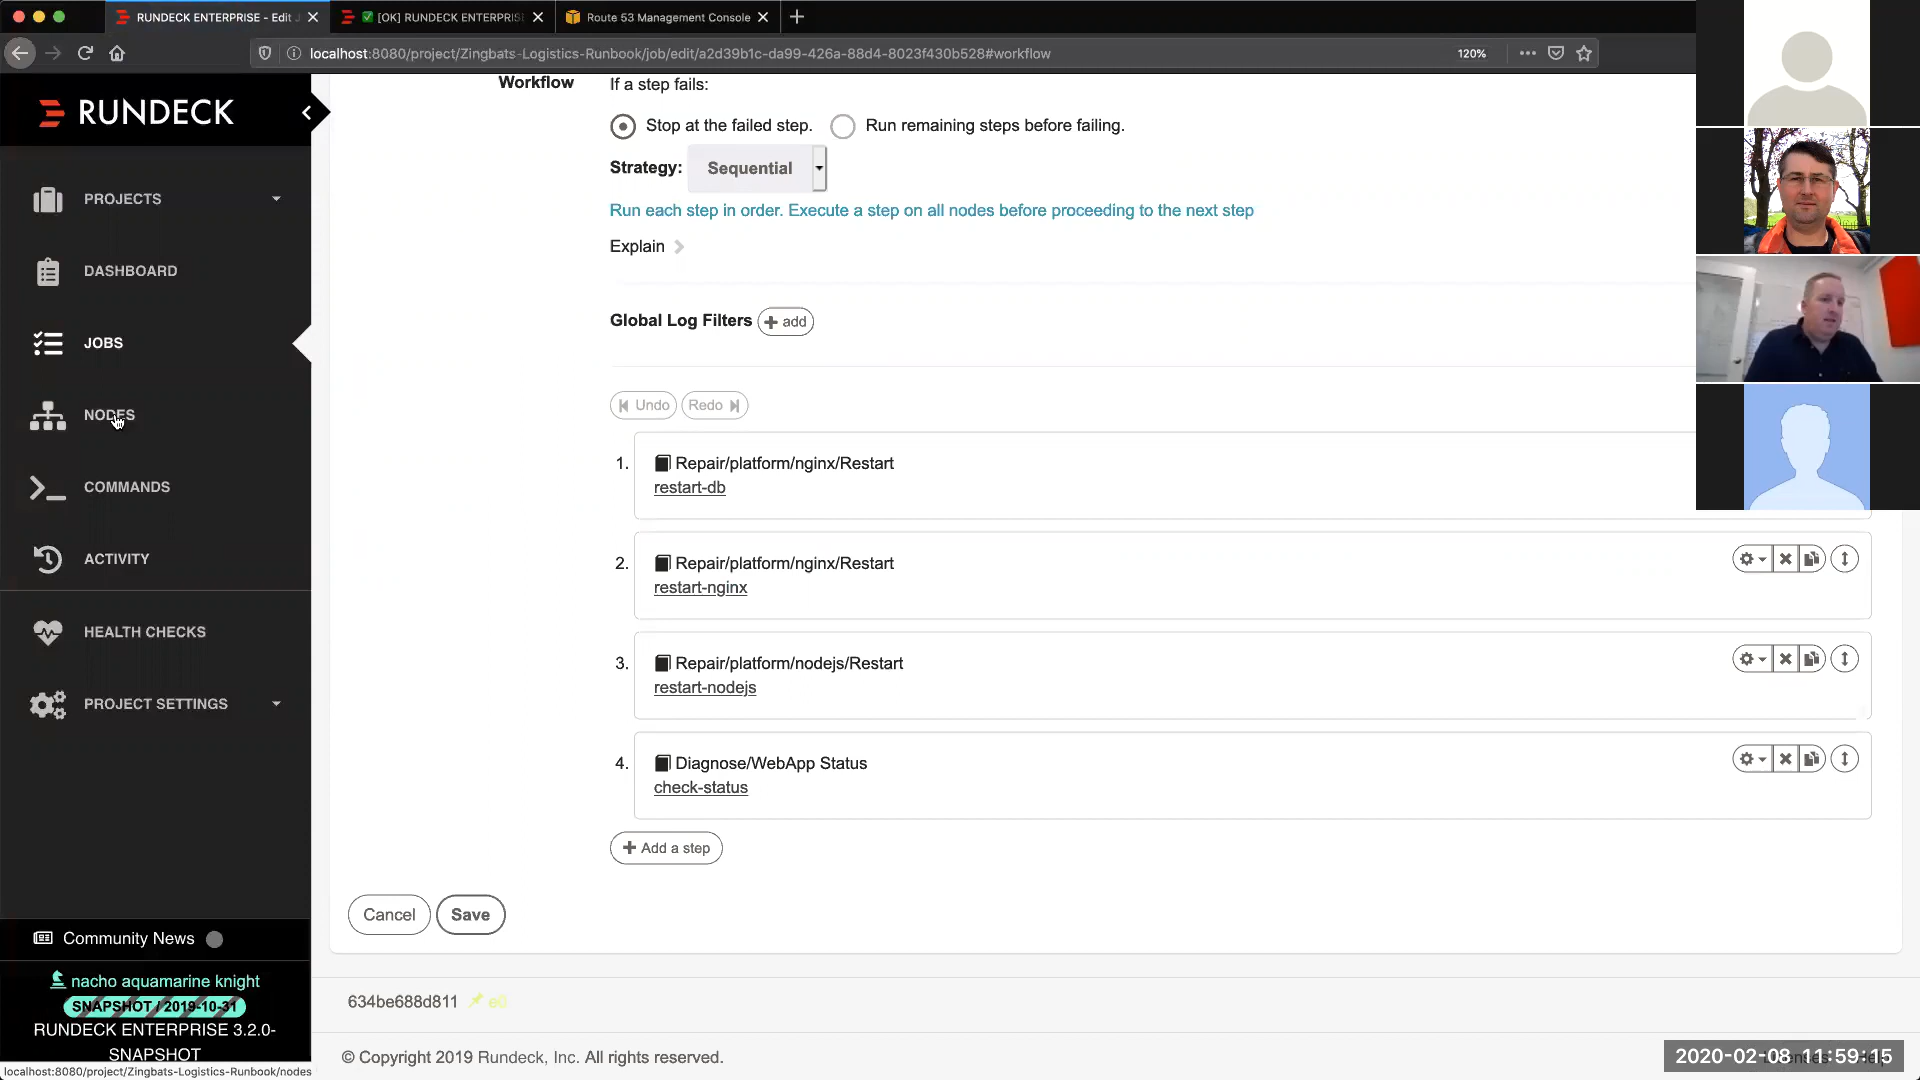 RUNDECK ENTERPRISE - Edit J
[OK] RUNDECK ENTERPRIS
Route 53 Management Console
localhost:8080/project/Zingbats-Logistics-Runbook/job/edit/a2d39b1c-da99-426a-88d4-8023f430b528#workflow
120%
RUNDECK
PROJECTS
DASHBOARD
JOBS
NODES
COMMANDS
ACTIVITY
HEALTH CHECKS
PROJECT SETTINGS
Community News
nacho aquamarine knight
SNAPSHOT / 2019-10-31
RUNDECK ENTERPRISE 3.2.0-
SNAPSHOT
localhost:8080/project/Zingbats-Logistics-Runbook/nodes
Workflow
If a step fails:
Stop at the failed step.
Run remaining steps before failing.
Strategy: Sequential
Run each step in order. Execute a step on all nodes before proceeding to the next step
Explain
Global Log Filters
add
Undo
Redo
1. Repair/platform/nginx/Restart
restart-db
2. Repair/platform/nginx/Restart
restart-nginx
3. Repair/platform/nodejs/Restart
restart-nodejs
4. Diagnose/WebApp Status
check-status
Add a step
Cancel
Save
634be688d811
© Copyright 2019 Rundeck, Inc. All rights reserved.
2020-02-08 11:59:15